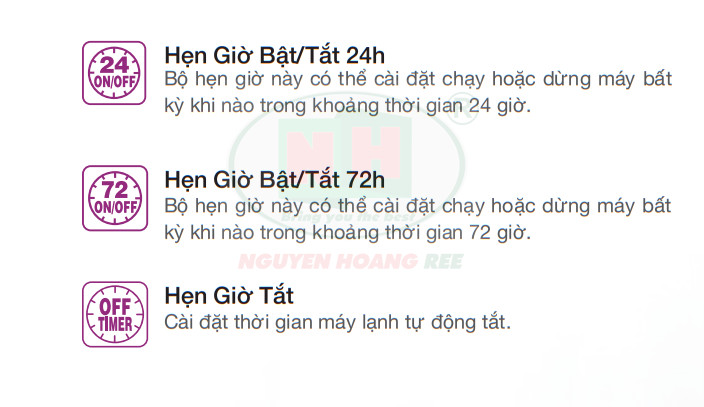 24
ON/OFF
Hẹn Giờ Bật/Tắt 24h
Bộ hẹn giờ này có thể cài đặt chạy hoặc dừng máy bất
kỳ khi nào trong khoảng thời gian 24 giờ.
®
NH
72
ON/OFF
Hẹn Giờ Bật/Tắt 72h
Bộ hẹn giờ này có thể cài đặt chạy hoặc dừng máy bất
Bring you the best
kỳ khi nào trong khoảng thời gian 72 giờ.
NGUYEN HOANG REE
OFF
TIMER
Hẹn Giờ Tắt
Cài đặt thời gian máy lạnh tự động tắt.